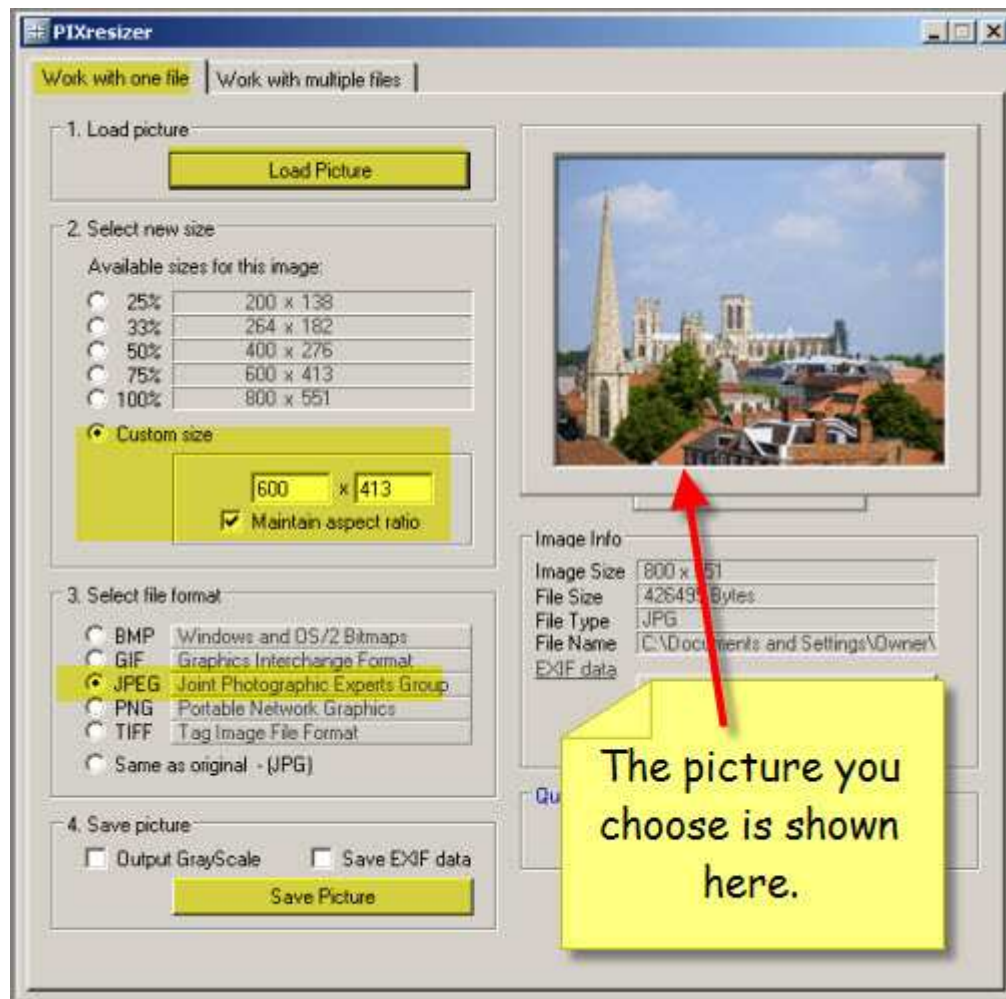 PIXresizer
Work with one file
Work with multiple files
1. Load picture
Load Picture
2. Select new size
Available sizes for this image:
25% 200 x 138
33% 264 x 182
50% 400 x 276
75% 600 x 413
100% 800 x 551
Custom size
600 x 413
Maintain aspect ratio
3. Select file format
BMP Windows and OS/2 Bitmaps
GIF Graphics Interchange Format
JPEG Joint Photographic Experts Group
PNG Portable Network Graphics
TIFF Tag Image File Format
Same as original - (JPG)
4. Save picture
Output GrayScale
Save EXIF data
Save Picture
Image Info
Image Size 800 x
File Size 426495 Bytes
File Type JPG
File Name C:\Documents and Settings\Owner\
EXIF data
The picture you
choose is shown
here.